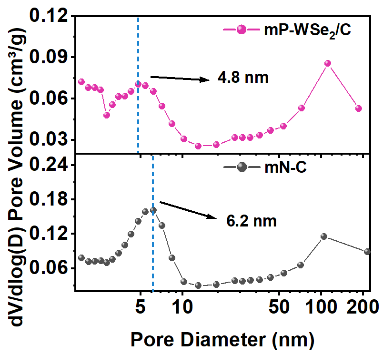 dV/dlog(D) Pore Volume (cm³/g)
0.12
0.09
0.06
0.03
mP-WSe₂/C
4.8 nm
0.24
0.18
0.12
0.06
mN-C
6.2 nm
5 10 50 100 200
Pore Diameter (nm)